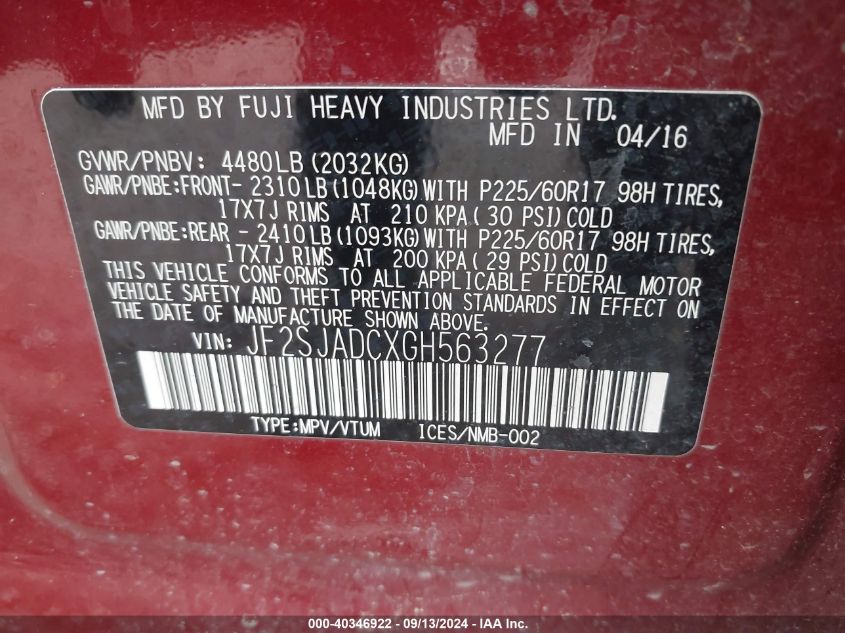 MFD BY FUJI HEAVY INDUSTRIES LTD.
MFD IN 04/16
GVWR/PNBV: 4480LB (2032KG)
GAWR/PNBE:FRONT- 2310LB (1048KG) WITH P225/60R17 98H TIRES,
17X7J RIMS AT 210 KPA( 30 PSI) COLD
GAWR/PNBE:REAR - 2410LB (1093KG) WITH P225/60R17 98H TIRES,
17X7J RIMS AT 200 KPA( 29 PSI) COLD
THIS VEHICLE CONFORMS TO ALL APPLICABLE FEDERAL MOTOR
VEHICLE SAFETY AND THEFT PREVENTION STANDARDS IN EFFECT ON
THE DATE OF MANUFACTURE SHOWN ABOVE.
VIN: JF2SJADCXGH563277
TYPE:MPV/VTUM ICES/NMB-002
000-40346922 - 09/13/2024 - IAA Inc.